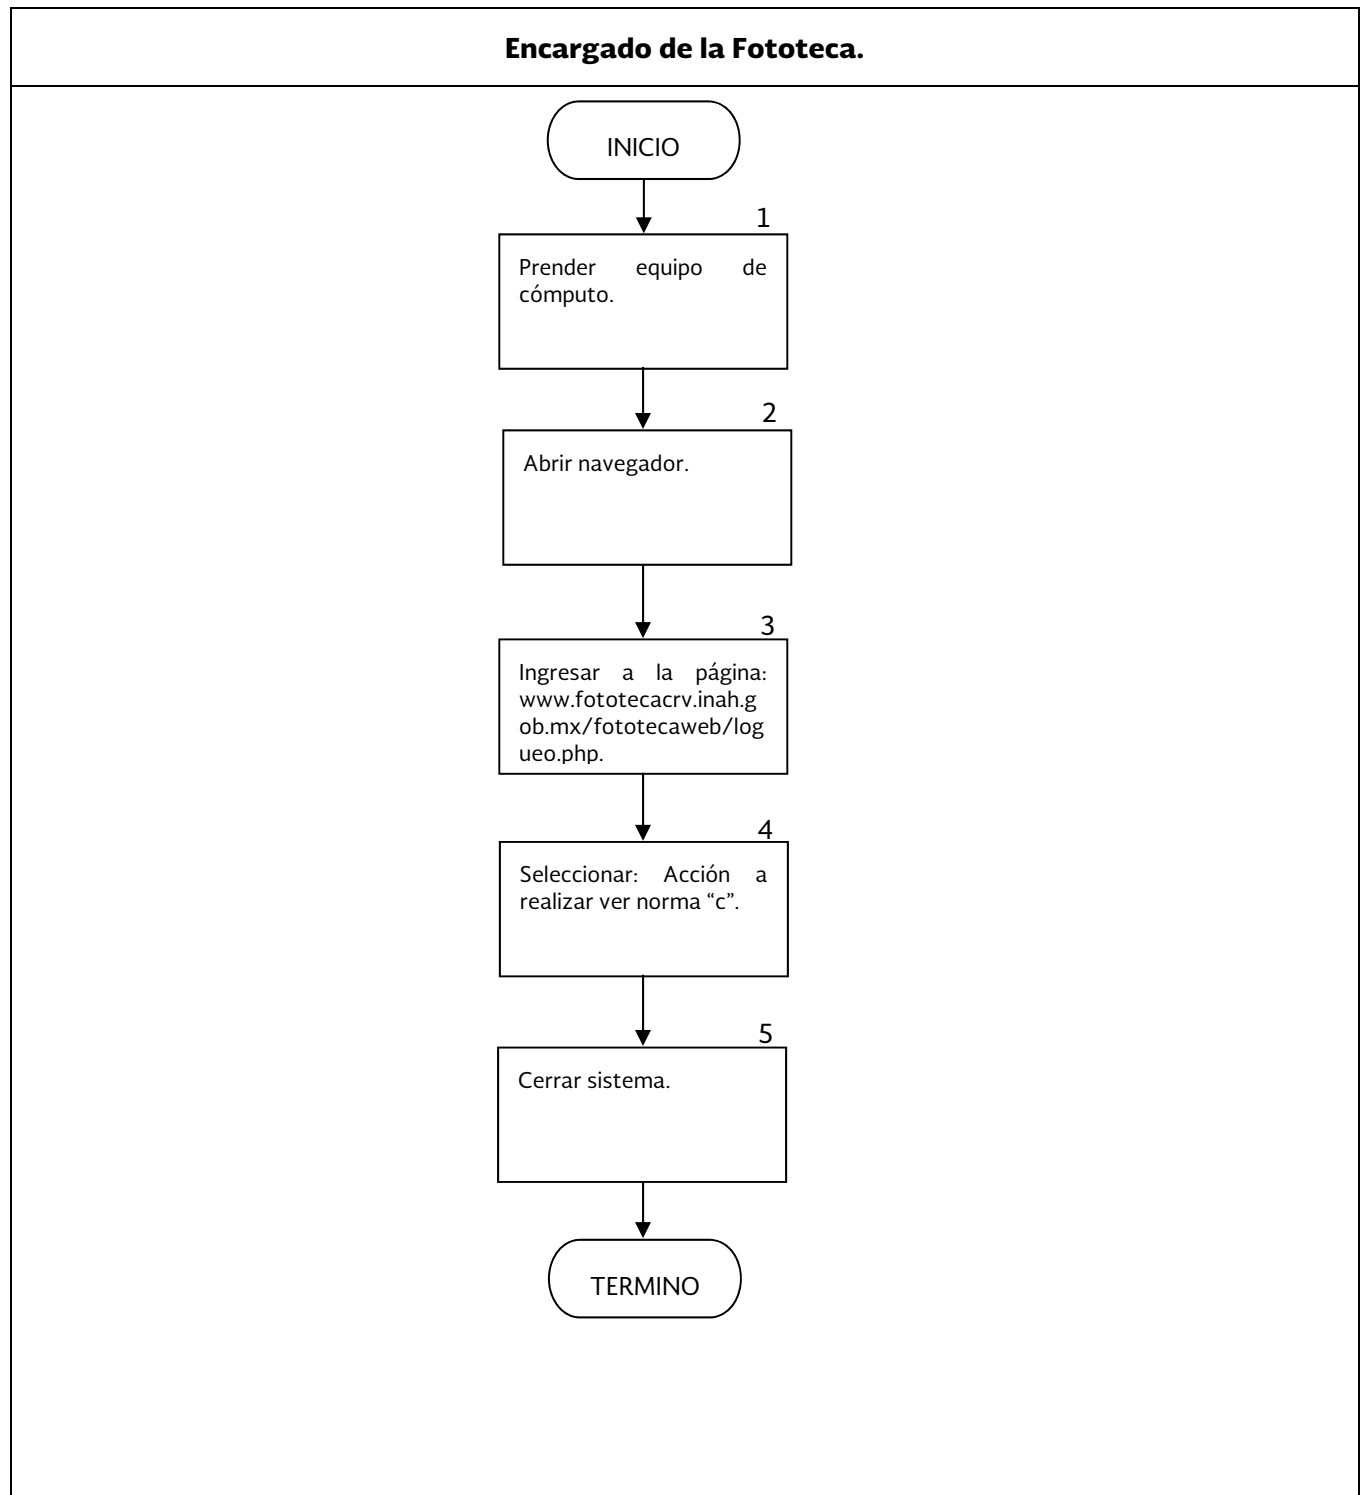 Encargado de la Fototeca.
INICIO
1
Prender equipo de
cómputo.
2
Abrir navegador.
3
Ingresar a la página:
www.fototecacrv.inah.g
ob.mx/fototecaweb/log
ueo.php.
4
Seleccionar: Acción a
realizar ver norma “c”.
5
Cerrar sistema.
TERMINO